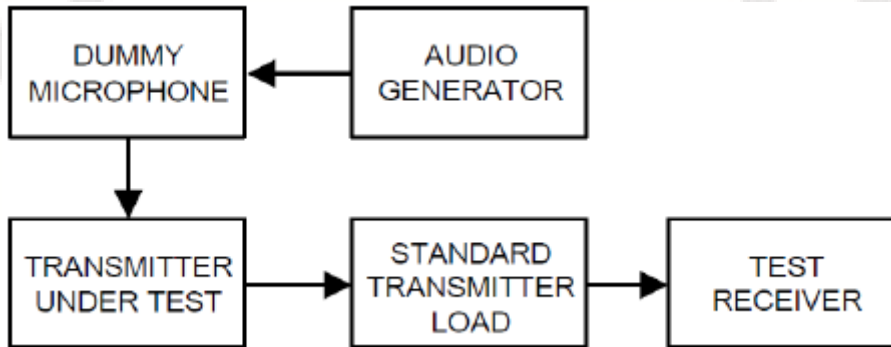 DUMMY
MICROPHONE
AUDIO
GENERATOR
TRANSMITTER
UNDER TEST
STANDARD
TRANSMITTER
LOAD
TEST
RECEIVER